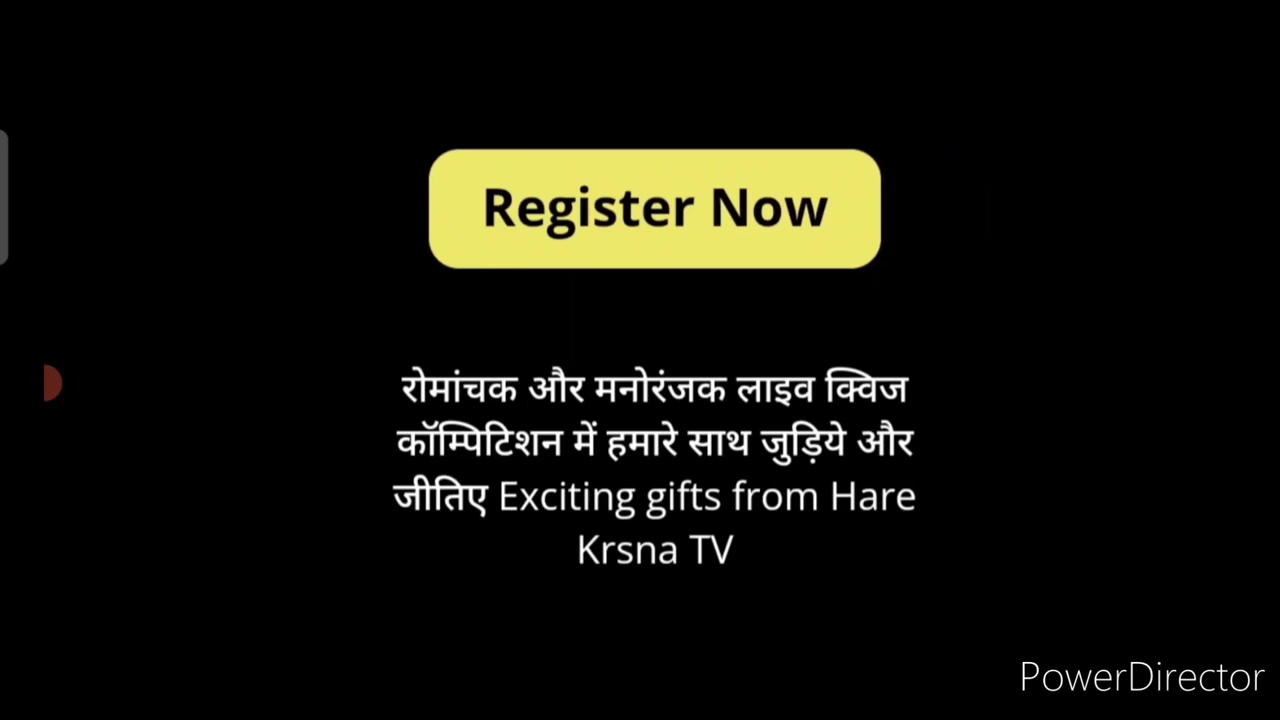 Register Now
रोमांचक और मनोरंजक लाइव क्विज
कॉम्पिटिशन में हमारे साथ जुड़िये और
जीतिए Exciting gifts from Hare
Krsna TV
PowerDirector